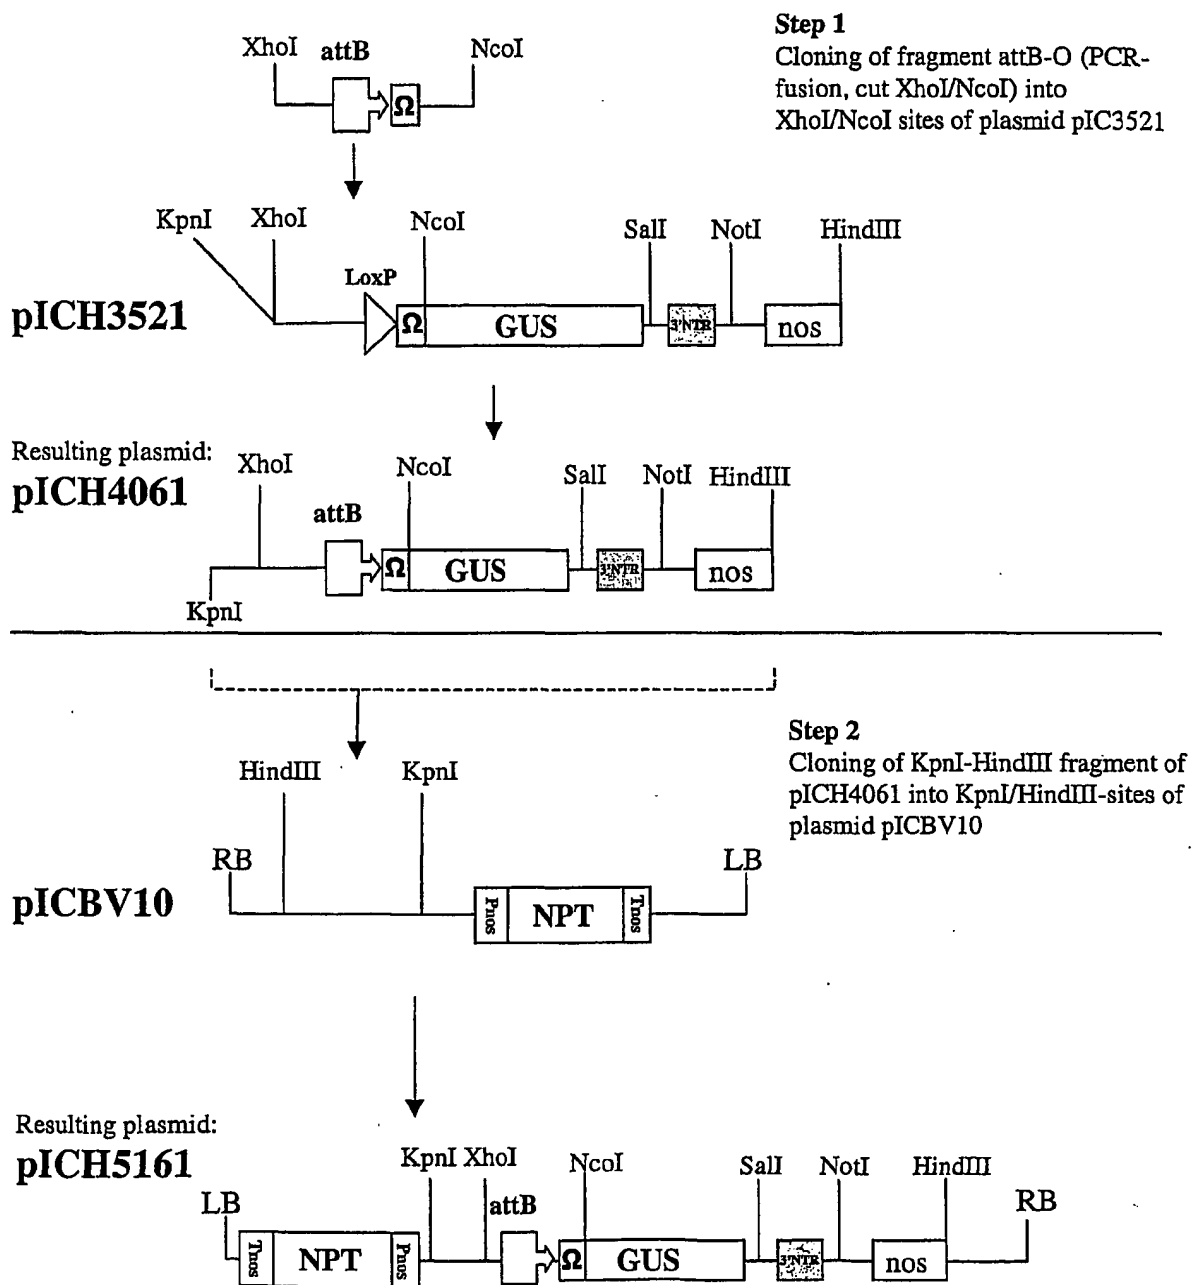 Step 1
Cloning of fragment attB-O (PCR-
fusion, cut XhoI/NcoI) into
XhoI/NcoI sites of plasmid pIC3521
XhoI attB NcoI
Ω
KpnI XhoI NcoI SalI NotI HindIII
LoxP
pICH3521
Ω GUS 3'NTR nos
Resulting plasmid:
pICH4061
XhoI NcoI SalI NotI HindIII
attB
Ω GUS 3'NTR nos
KpnI
Step 2
Cloning of KpnI-HindIII fragment of
pICH4061 into KpnI/HindIII-sites of
plasmid pICBV10
HindIII KpnI
RB LB
pICBV10
Pnos NPT Tnos
Resulting plasmid:
pICH5161
KpnI XhoI NcoI SalI NotI HindIII
LB attB RB
Tnos NPT Pnos Ω GUS 3'NTR nos